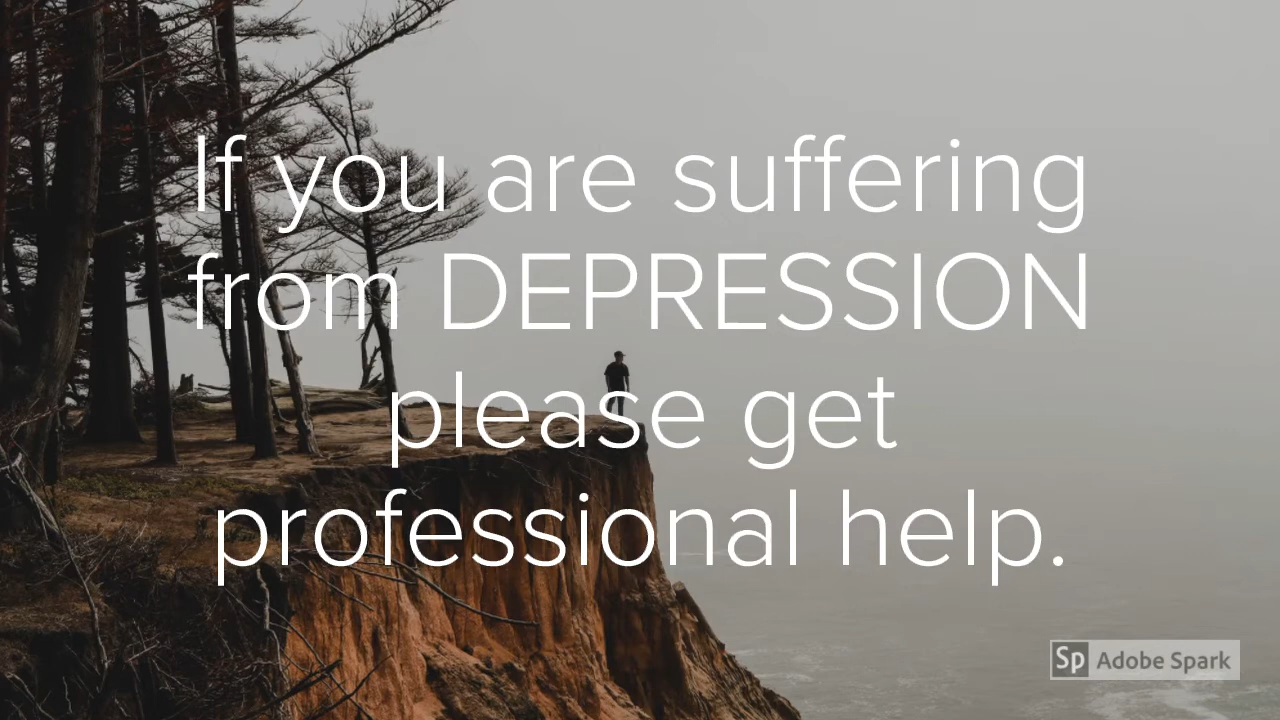 If you are suffering
from DEPRESSION
please get
professional help.
Sp Adobe Spark